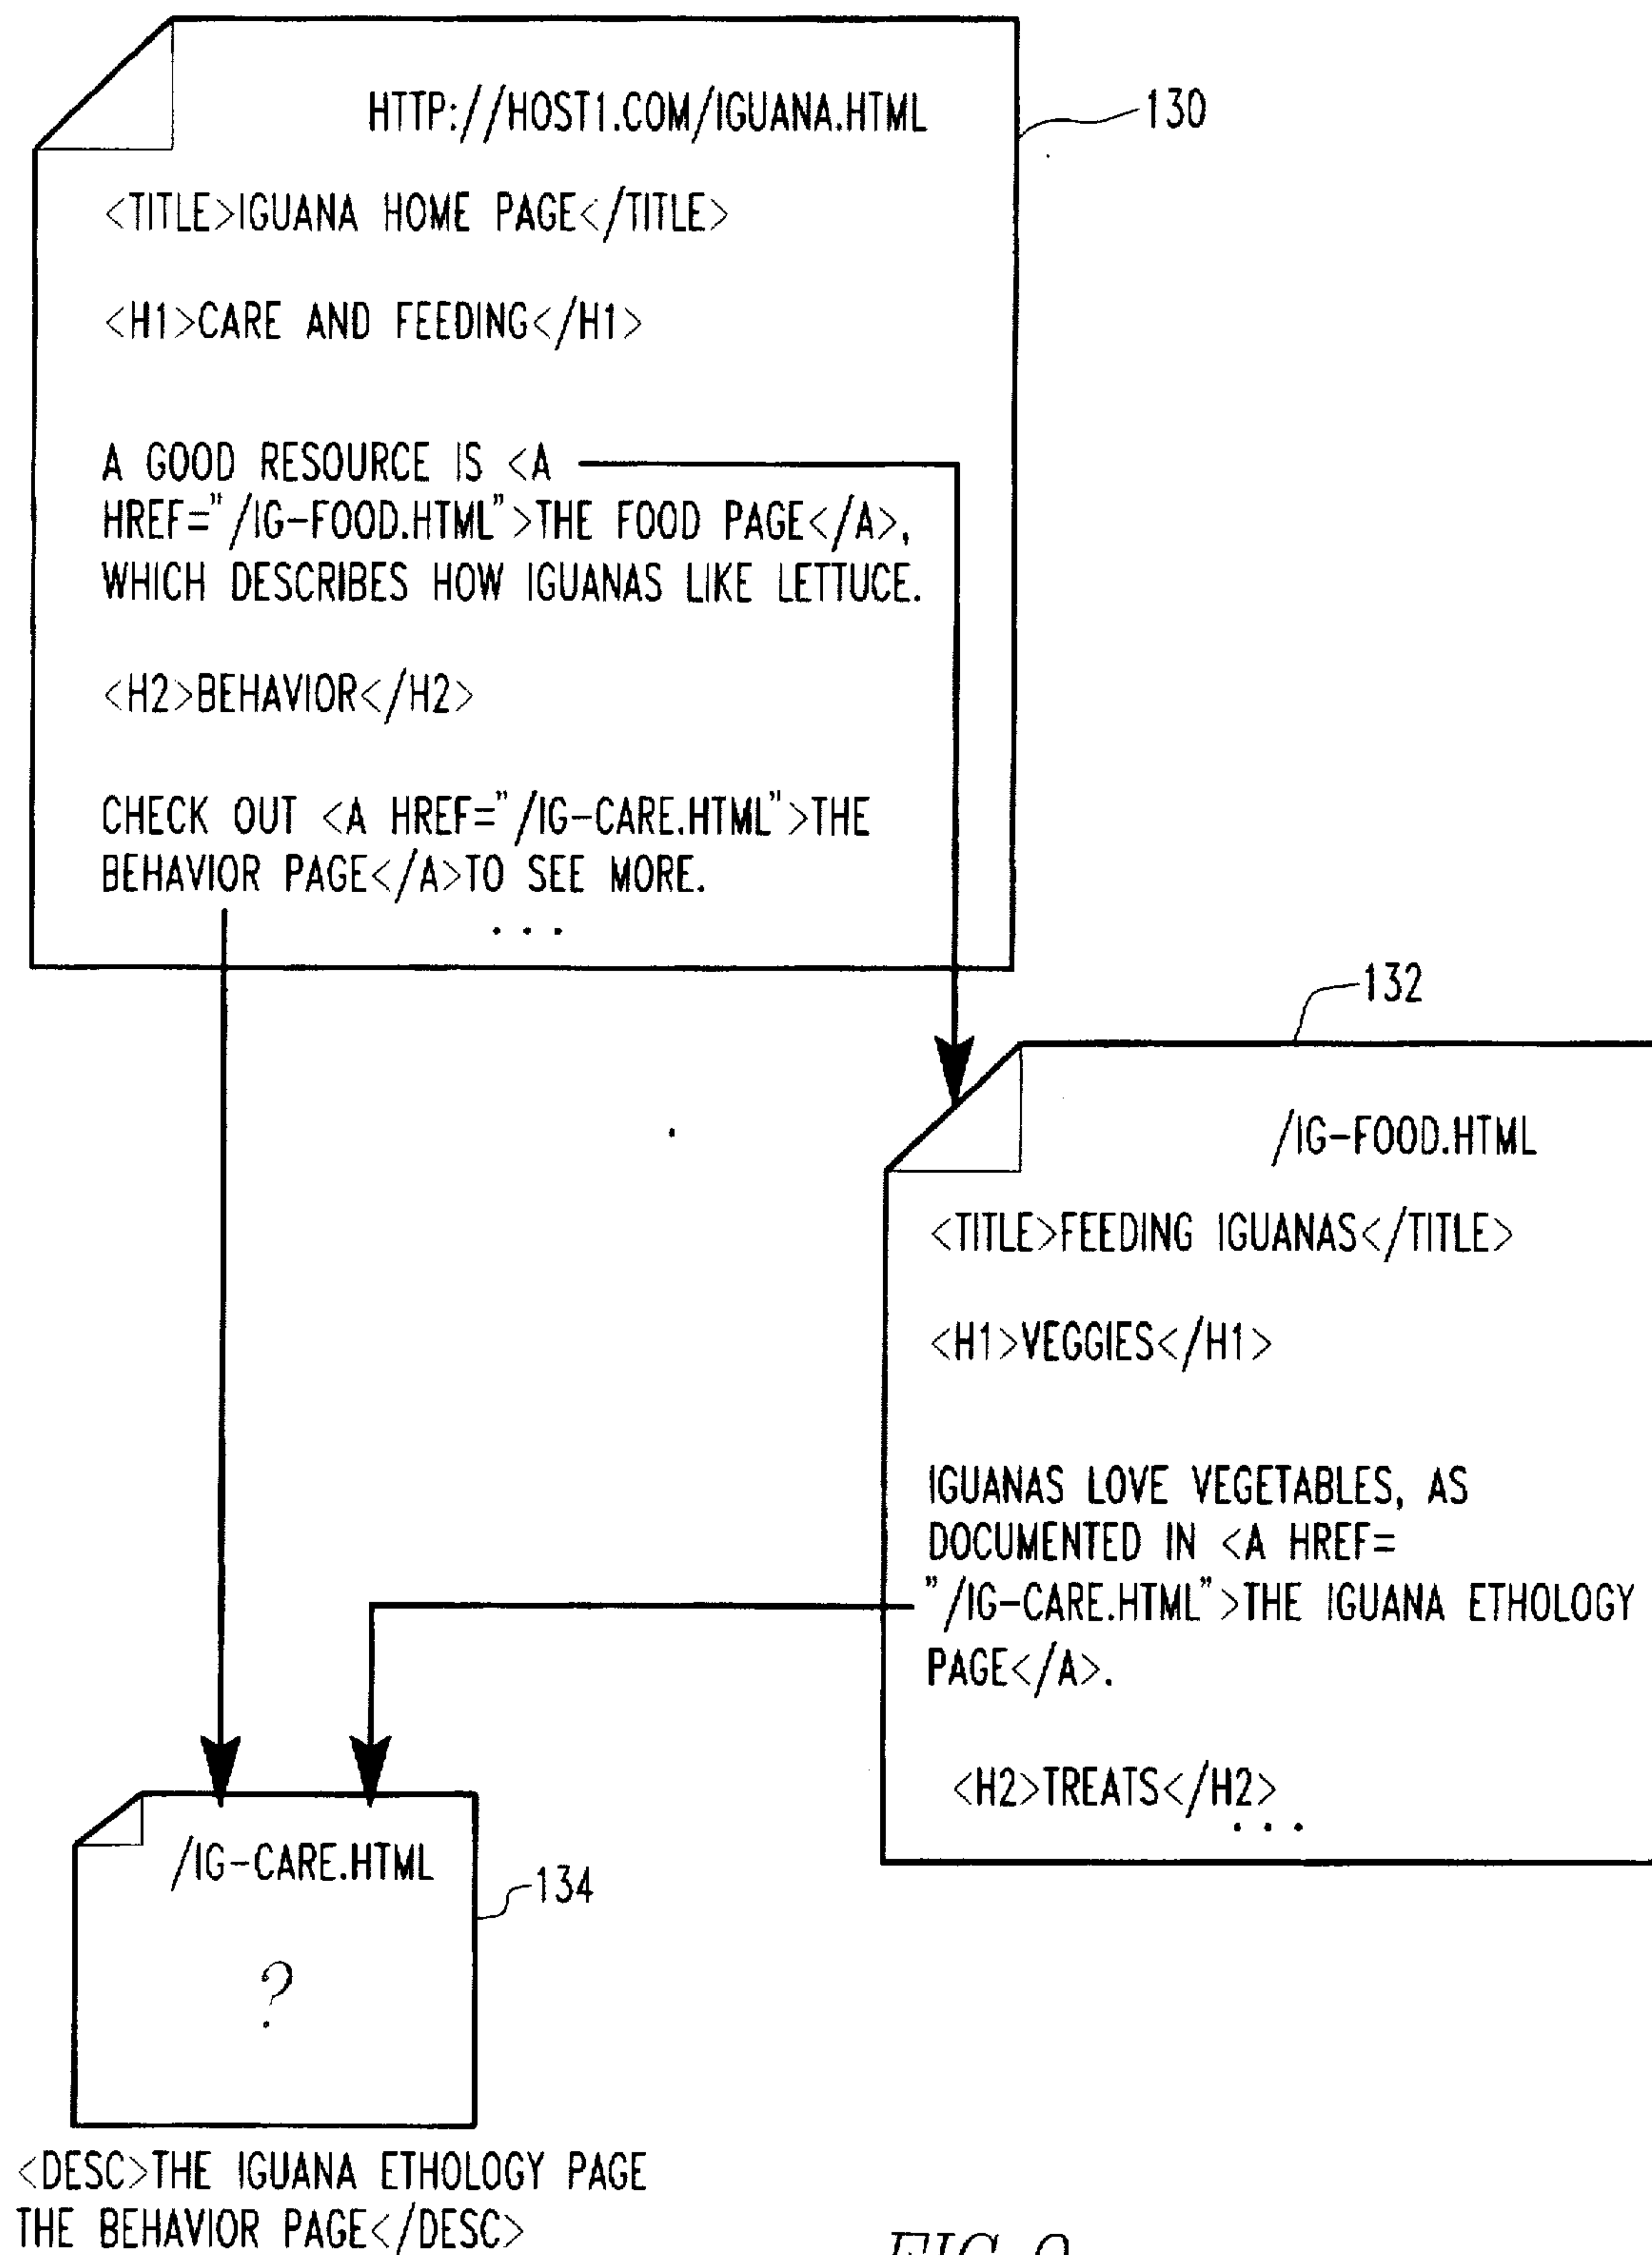 HTTP://HOST1.COM/IGUANA.HTML
130
<TITLE>IGUANA HOME PAGE</TITLE>
<H1>CARE AND FEEDING</H1>
A GOOD RESOURCE IS <A
HREF="/IG-FOOD.HTML">THE FOOD PAGE</A>,
WHICH DESCRIBES HOW IGUANAS LIKE LETTUCE.
<H2>BEHAVIOR</H2>
CHECK OUT <A HREF="/IG-CARE.HTML">THE
BEHAVIOR PAGE</A>TO SEE MORE.
...
132
/IG-FOOD.HTML
<TITLE>FEEDING IGUANAS</TITLE>
<H1>VEGGIES</H1>
IGUANAS LOVE VEGETABLES, AS
DOCUMENTED IN <A HREF=
"/IG-CARE.HTML">THE IGUANA ETHOLOGY
PAGE</A>.
<H2>TREATS</H2>
...
/IG-CARE.HTML
134
?
<DESC>THE IGUANA ETHOLOGY PAGE
THE BEHAVIOR PAGE</DESC>